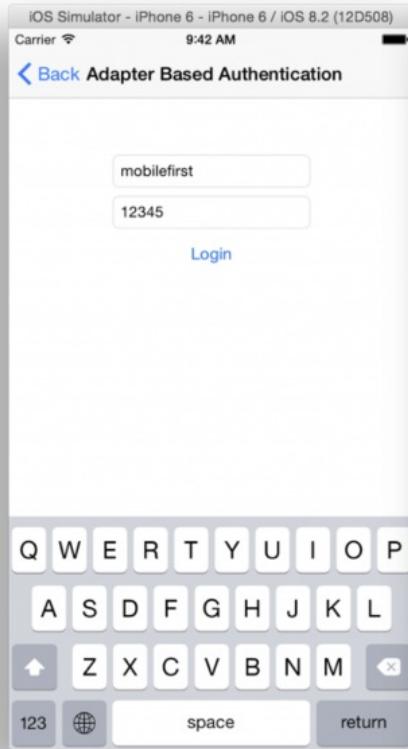 iOS Simulator - iPhone 6 - iPhone 6 / iOS 8.2 (12D508)
Carrier 9:42 AM
Back Adapter Based Authentication
mobilefirst
12345
Login
Q W E R T Y U I O P
A S D F G H J K L
Z X C V B N M
123 space return